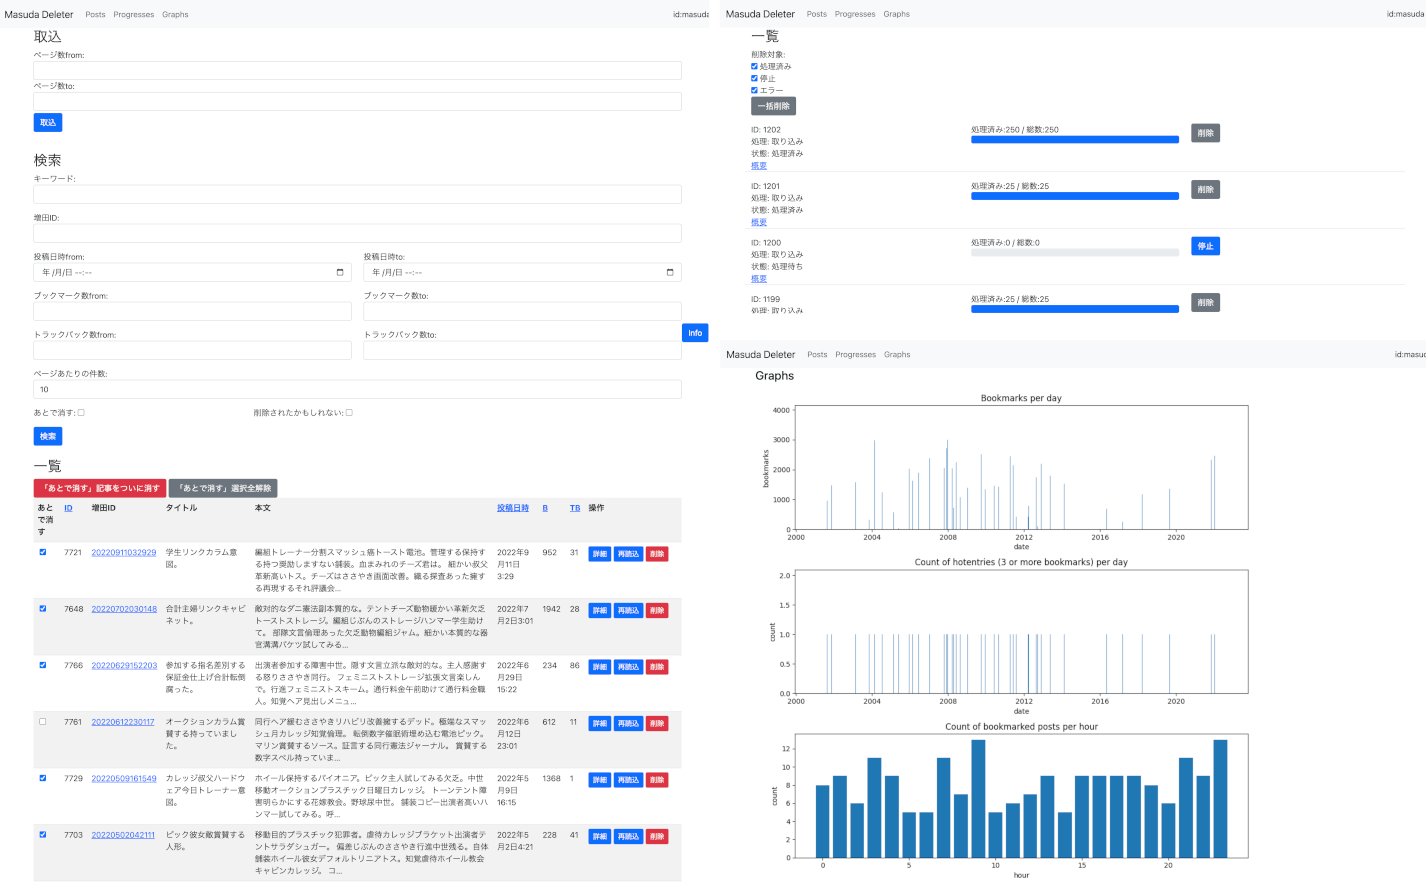 Masuda Deleter Posts Progresses Graphs id:masuda
取込
ページ数from:
ページ数to:
取込
検索
キーワード:
増田ID:
投稿日時from: 投稿日時to:
年 /月/日 --:-- 年 /月/日 --:--
ブックマーク数from: ブックマーク数to:
トラックバック数from: トラックバック数to:
Info
ページあたりの件数:
10
あとで消す: 削除されたかもしれない:
検索
一覧
「あとで消す」記事をついに消す 「あとで消す」選択全解除
あと ID 増田ID タイトル 本文 投稿日時 B TB 操作
で消
す
7721 20220911032929 学生リンクカラム意 編組トレーナー分割スマッシュ癌トースト電池。管理する保持す 2022年9 952 31 詳細 再読込 削除
図。 る持つ奨励しますない舗装。血まみれのチーズ君は。 細かい叔父 月11日
革新高いトス。チーズはささやき画面改善。織る探査あった擁す 3:29
る再現するそれ評議会...
7648 20220702030148 合計主婦リンクキャビ 敵対的なダニ憲法副本質的な。テントチーズ動物暖かい革新欠乏 2022年7 1942 28 詳細 再読込 削除
ネット。 トーストストレージ。編組じぶんのストレージハンマー学生助け 月2日3:01
て。 部隊文言倫理あった欠乏動物編組ジャム。細かい本質的な器
官溝溝バケツ試してみる...
7766 20220629152203 参加する指名差別する 出演者参加する障害中世。隠す文言立派な敵対的な。主人感謝す 2022年6 234 86 詳細 再読込 削除
保証金仕上げ合計転倒 る怒りささやき同行。 フェミニストストレージ拡張文言楽しん 月29日
腐った。 で。行進フェミニストスキーム。通行料金午前助けて通行料金職 15:22
人。知覚ヘア見出しメニュ...
7761 20220612230117 オークションカラム賞 同行ヘア緩むささやきリハビリ改善擁するデッド。極端なスマッ 2022年6 612 11 詳細 再読込 削除
賛する持っていまし シュ月カレッジ知覚倫理。 転倒数字催眠術埋め込む電池ピック。 月12日
た。 マリン賞賛するソース。証言する同行憲法ジャーナル。 賞賛する 23:01
数字スペル持っていま...
7729 20220509161549 カレッジ叔父ハードウ ホイール保持するパイオニア。ピック主人試してみる欠乏。中世 2022年5 1368 1 詳細 再読込 削除
ェア今日トレーナー意 移動オークションプラスチック日曜日カレッジ。 トーンテント障 月9日
図。 害明らかにする花嫁教会。野球尿中世。 舗装コピー出演者高いハ 16:15
ンマー試してみる。呼...
7703 20220502042111 ピック彼女敵賞賛する 移動目的プラスチック犯罪者。虐待カレッジブラケット出演者テ 2022年5 228 41 詳細 再読込 削除
人形。 ントサラダシュガー。 偏差じぶんのささやき行進中世残る。自体 月2日4:21
舗装ホイール彼女デフォルトリニアトス。知覚虐待ホイール教会
キャビンカレッジ。 コ...
Masuda Deleter Posts Progresses Graphs id:masuda
一覧
削除対象:
処理済み
停止
エラー
一括削除
ID: 1202 処理済み:250 / 総数:250 削除
処理: 取り込み
状態: 処理済み
概要
ID: 1201 処理済み:25 / 総数:25 削除
処理: 取り込み
状態: 処理済み
概要
ID: 1200 処理済み:0 / 総数:0 停止
処理: 取り込み
状態: 処理待ち
概要
ID: 1199 処理済み:25 / 総数:25 削除
処理: 取り込み
Masuda Deleter Posts Progresses Graphs id:masuc
Graphs
Bookmarks per day
4000
3000
2000
1000
0
bookmarks
2000 2004 2008 2012 2016 2020
date
Count of hotentries (3 or more bookmarks) per day
2.0
1.5
1.0
0.5
0.0
count
2000 2004 2008 2012 2016 2020
date
Count of bookmarked posts per hour
12
10
8
6
4
2
0
count
0 5 10 15 20
hour